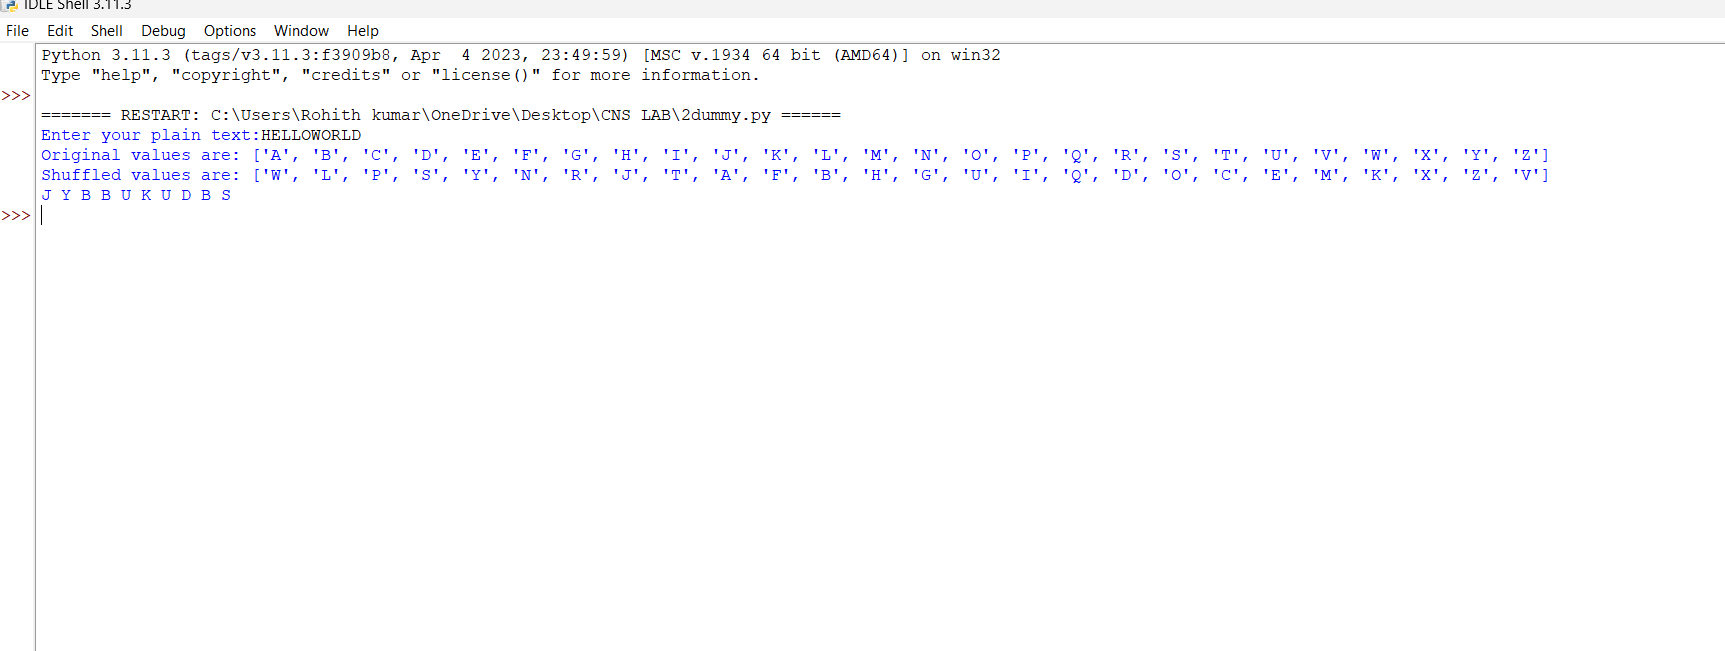 IDLE Shell 3.11.3
File Edit Shell Debug Options Window Help
Python 3.11.3 (tags/v3.11.3:f3909b8, Apr  4 2023, 23:49:59) [MSC v.1934 64 bit (AMD64)] on win32
Type "help", "copyright", "credits" or "license()" for more information.
>>>
======= RESTART: C:\Users\Rohith kumar\OneDrive\Desktop\CNS LAB\2dummy.py ======
Enter your plain text:HELLOWORLD
Original values are: ['A', 'B', 'C', 'D', 'E', 'F', 'G', 'H', 'I', 'J', 'K', 'L', 'M', 'N', 'O', 'P', 'Q', 'R', 'S', 'T', 'U', 'V', 'W', 'X', 'Y', 'Z']
Shuffled values are: ['W', 'L', 'P', 'S', 'Y', 'N', 'R', 'J', 'T', 'A', 'F', 'B', 'H', 'G', 'U', 'I', 'Q', 'D', 'O', 'C', 'E', 'M', 'K', 'X', 'Z', 'V']
J Y B B U K U D B S
>>>